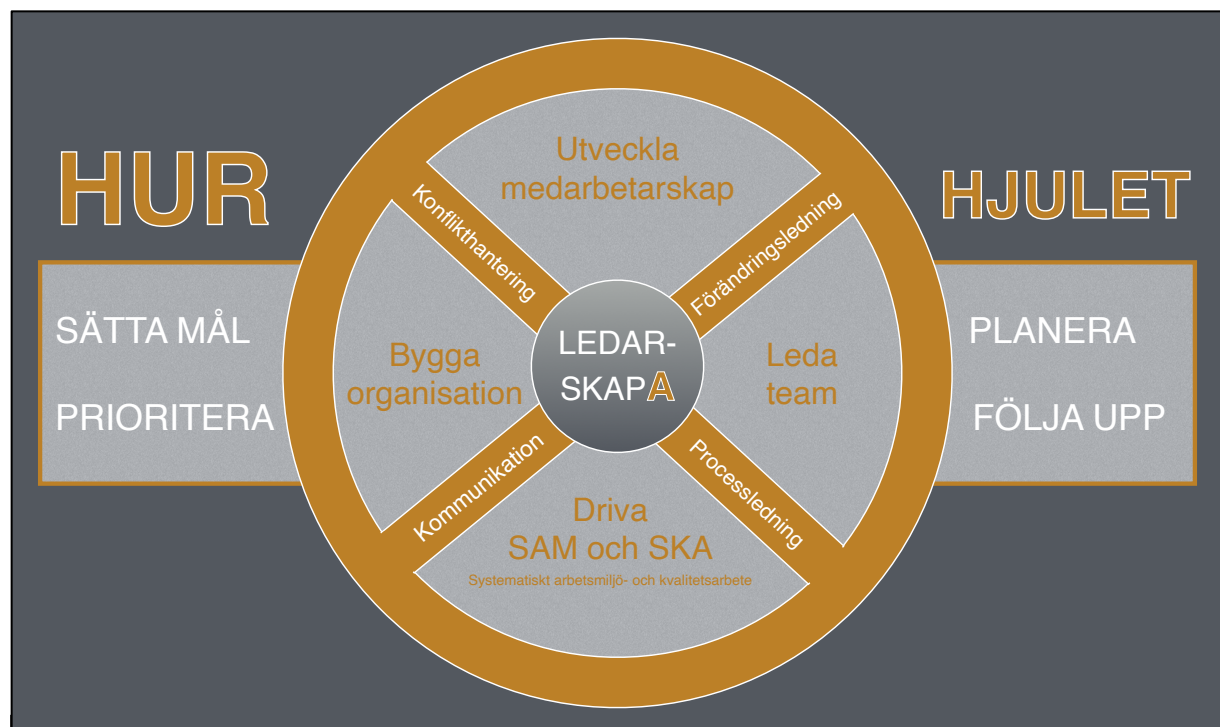 HUR
HJULET
SÄTTA MÅL
PRIORITERA
Utveckla
medarbetarskap
Konflikthantering
Förändringsledning
Bygga
organisation
LEDAR-
SKAPA
Leda
team
Kommunikation
Processledning
Driva
SAM och SKA
Systematiskt arbetsmiljö- och kvalitetsarbete
PLANERA
FÖLJA UPP